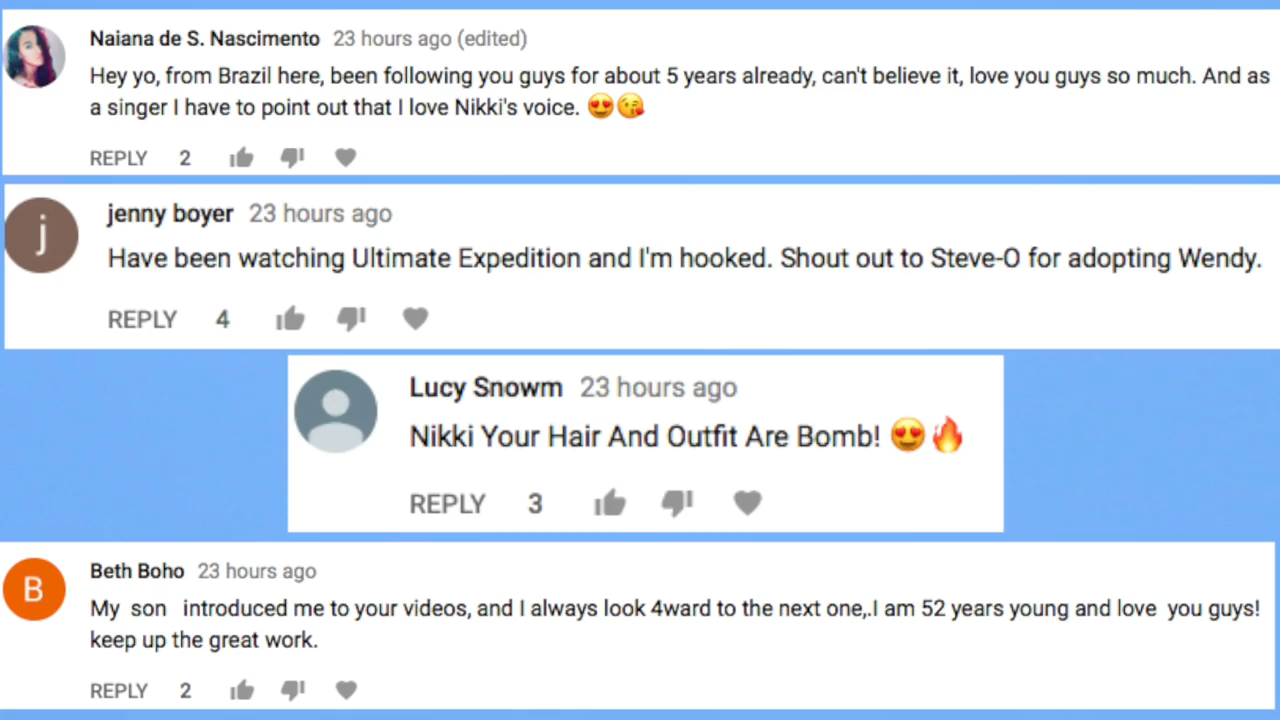 Naiana de S. Nascimento 23 hours ago (edited)
Hey yo, from Brazil here, been following you guys for about 5 years already, can't believe it, love you guys so much. And as
a singer I have to point out that I love Nikki's voice. 😍😘
REPLY 2
j
jenny boyer 23 hours ago
Have been watching Ultimate Expedition and I'm hooked. Shout out to Steve-O for adopting Wendy.
REPLY 4
Lucy Snowm 23 hours ago
Nikki Your Hair And Outfit Are Bomb! 😍🔥
REPLY 3
B
Beth Boho 23 hours ago
My son introduced me to your videos, and I always look 4ward to the next one,.I am 52 years young and love you guys!
keep up the great work.
REPLY 2